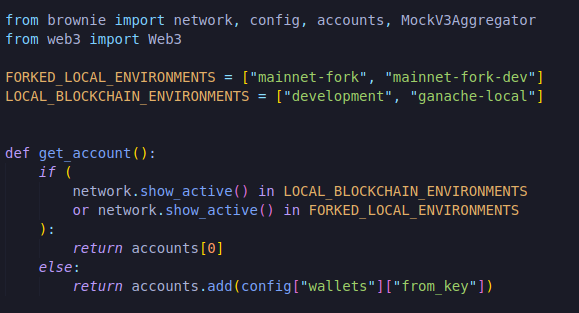 from brownie import network, config, accounts, MockV3Aggregator
from web3 import Web3
FORKED_LOCAL_ENVIRONMENTS = ["mainnet-fork", "mainnet-fork-dev"]
LOCAL_BLOCKCHAIN_ENVIRONMENTS = ["development", "ganache-local"]
def get_account():
    if (
        network.show_active() in LOCAL_BLOCKCHAIN_ENVIRONMENTS
        or network.show_active() in FORKED_LOCAL_ENVIRONMENTS
    ):
        return accounts[0]
    else:
        return accounts.add(config["wallets"]["from_key"])